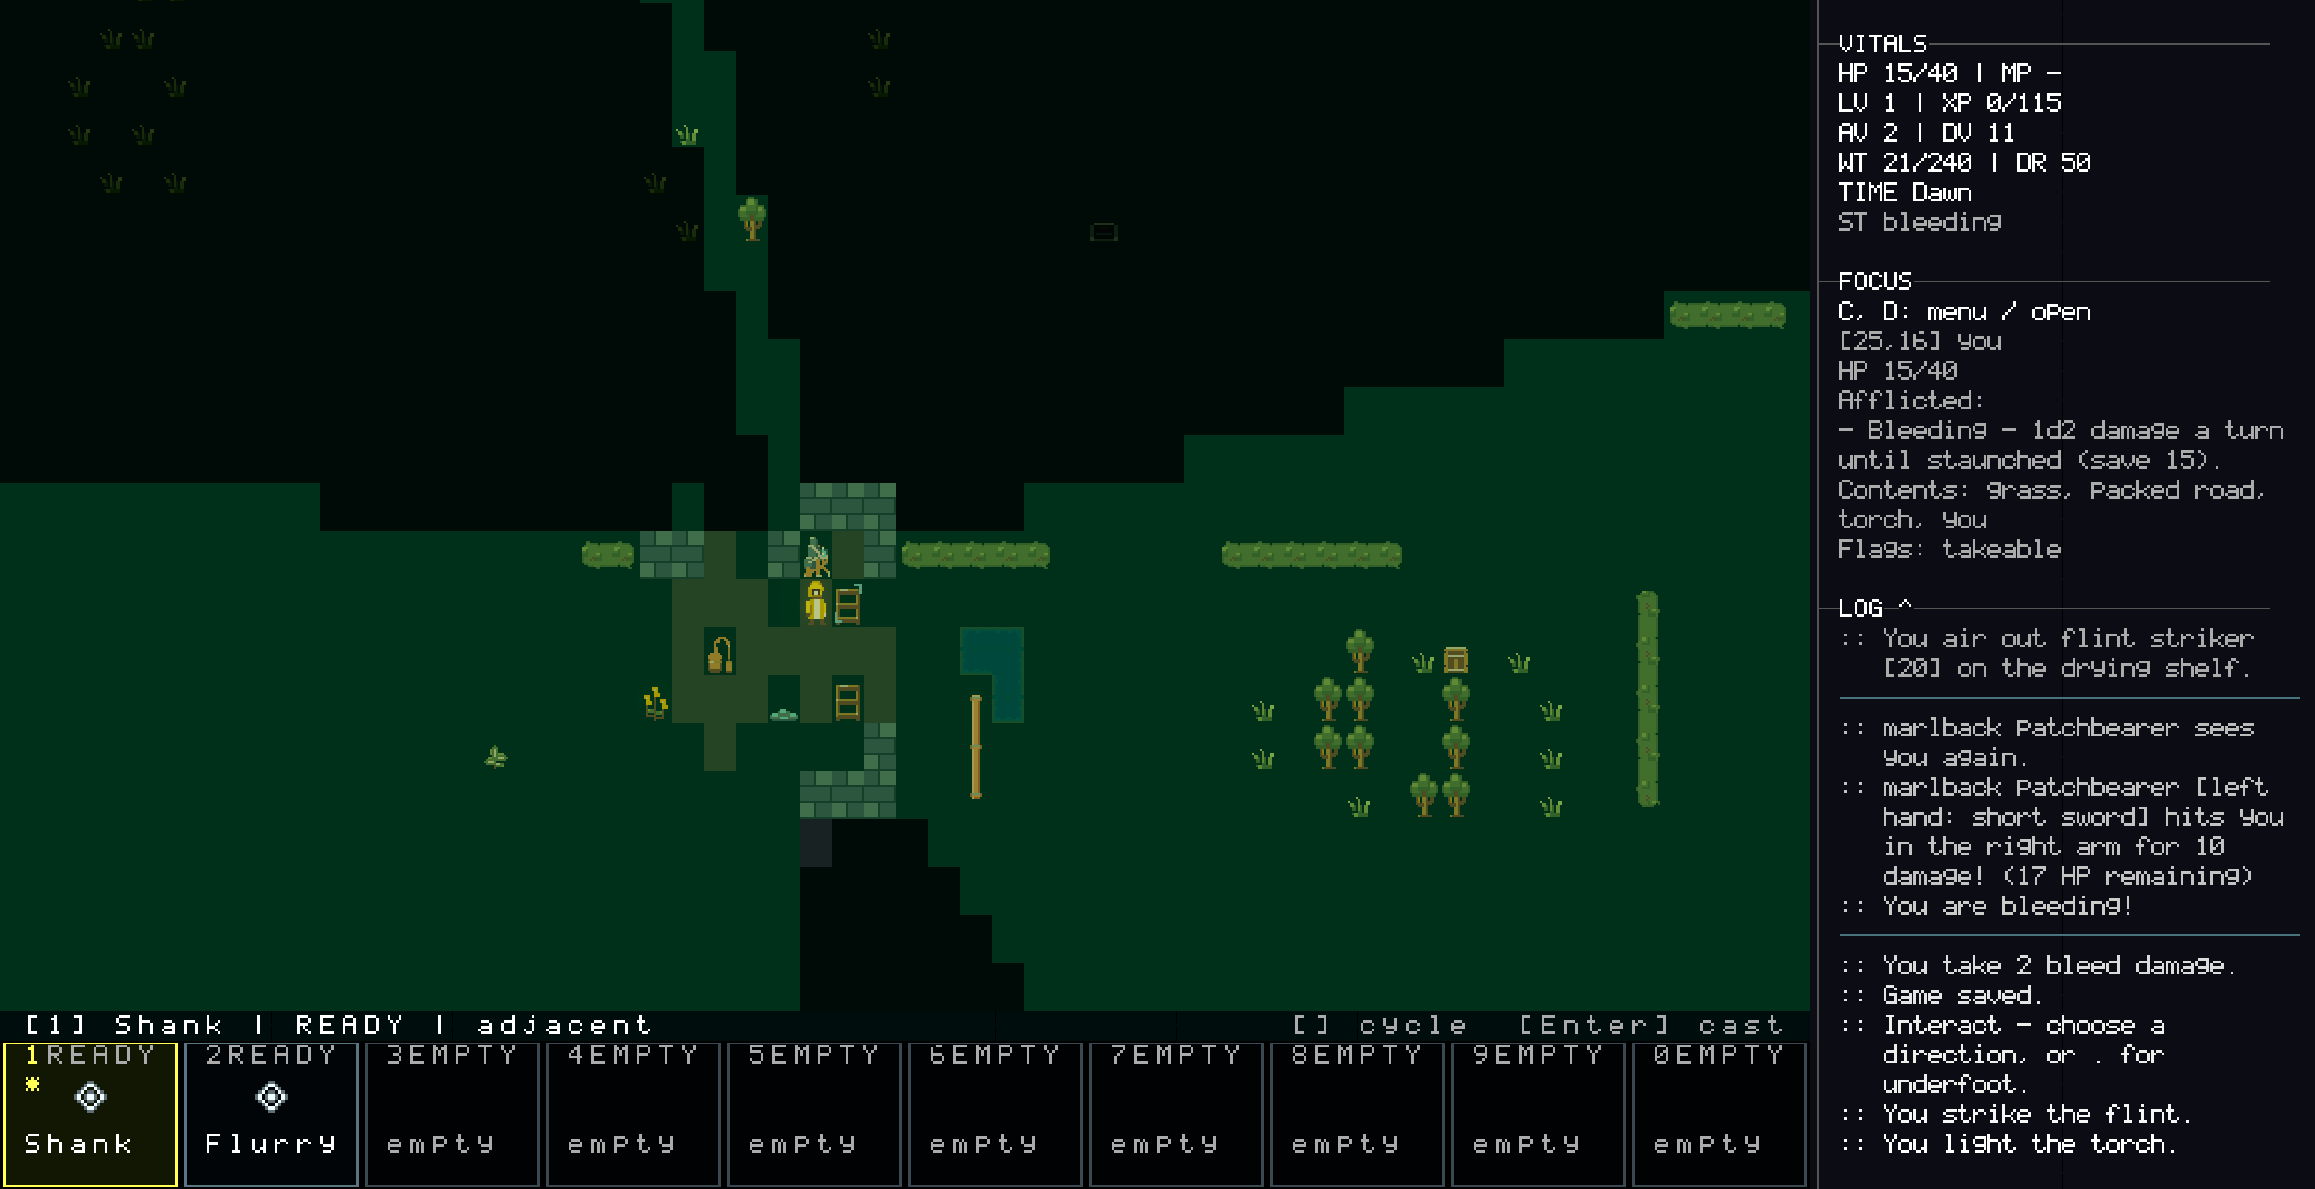 VITALS
HP 15/40 | MP -
LV 1 | XP 0/115
AV 2 | DV 11
WT 21/240 | DR 50
TIME Dawn
ST bleeding
FOCUS
C, D: menu / open
[25,16] you
HP 15/40
Afflicted:
- Bleeding - 1d2 damage a turn
until staunched (save 15).
Contents: grass, packed road,
torch, you
Flags: takeable
LOG ^
:: You air out flint striker
[20] on the drying shelf.
:: marlback patchbearer sees
you again.
:: marlback patchbearer [left
hand: short sword] hits you
in the right arm for 10
damage! (17 HP remaining)
:: You are bleeding!
:: You take 2 bleed damage.
:: Game saved.
:: Interact - choose a
direction, or . for
underfoot.
:: You strike the flint.
:: You light the torch.
[1] Shank | READY | adjacent
[] cycle [Enter] cast
1READY 2READY 3EMPTY 4EMPTY 5EMPTY 6EMPTY 7EMPTY 8EMPTY 9EMPTY 0EMPTY
Shank Flurry empty empty empty empty empty empty empty empty